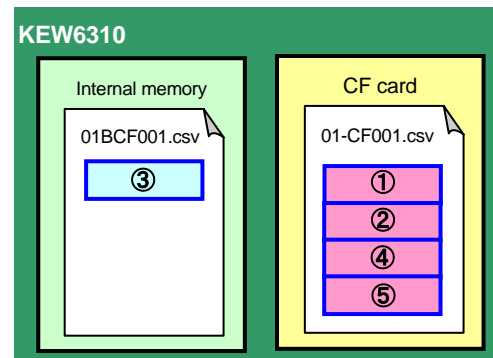 KEW6310
Internal memory
01BCF001.csv
③
CF card
01-CF001.csv
①
②
④
⑤